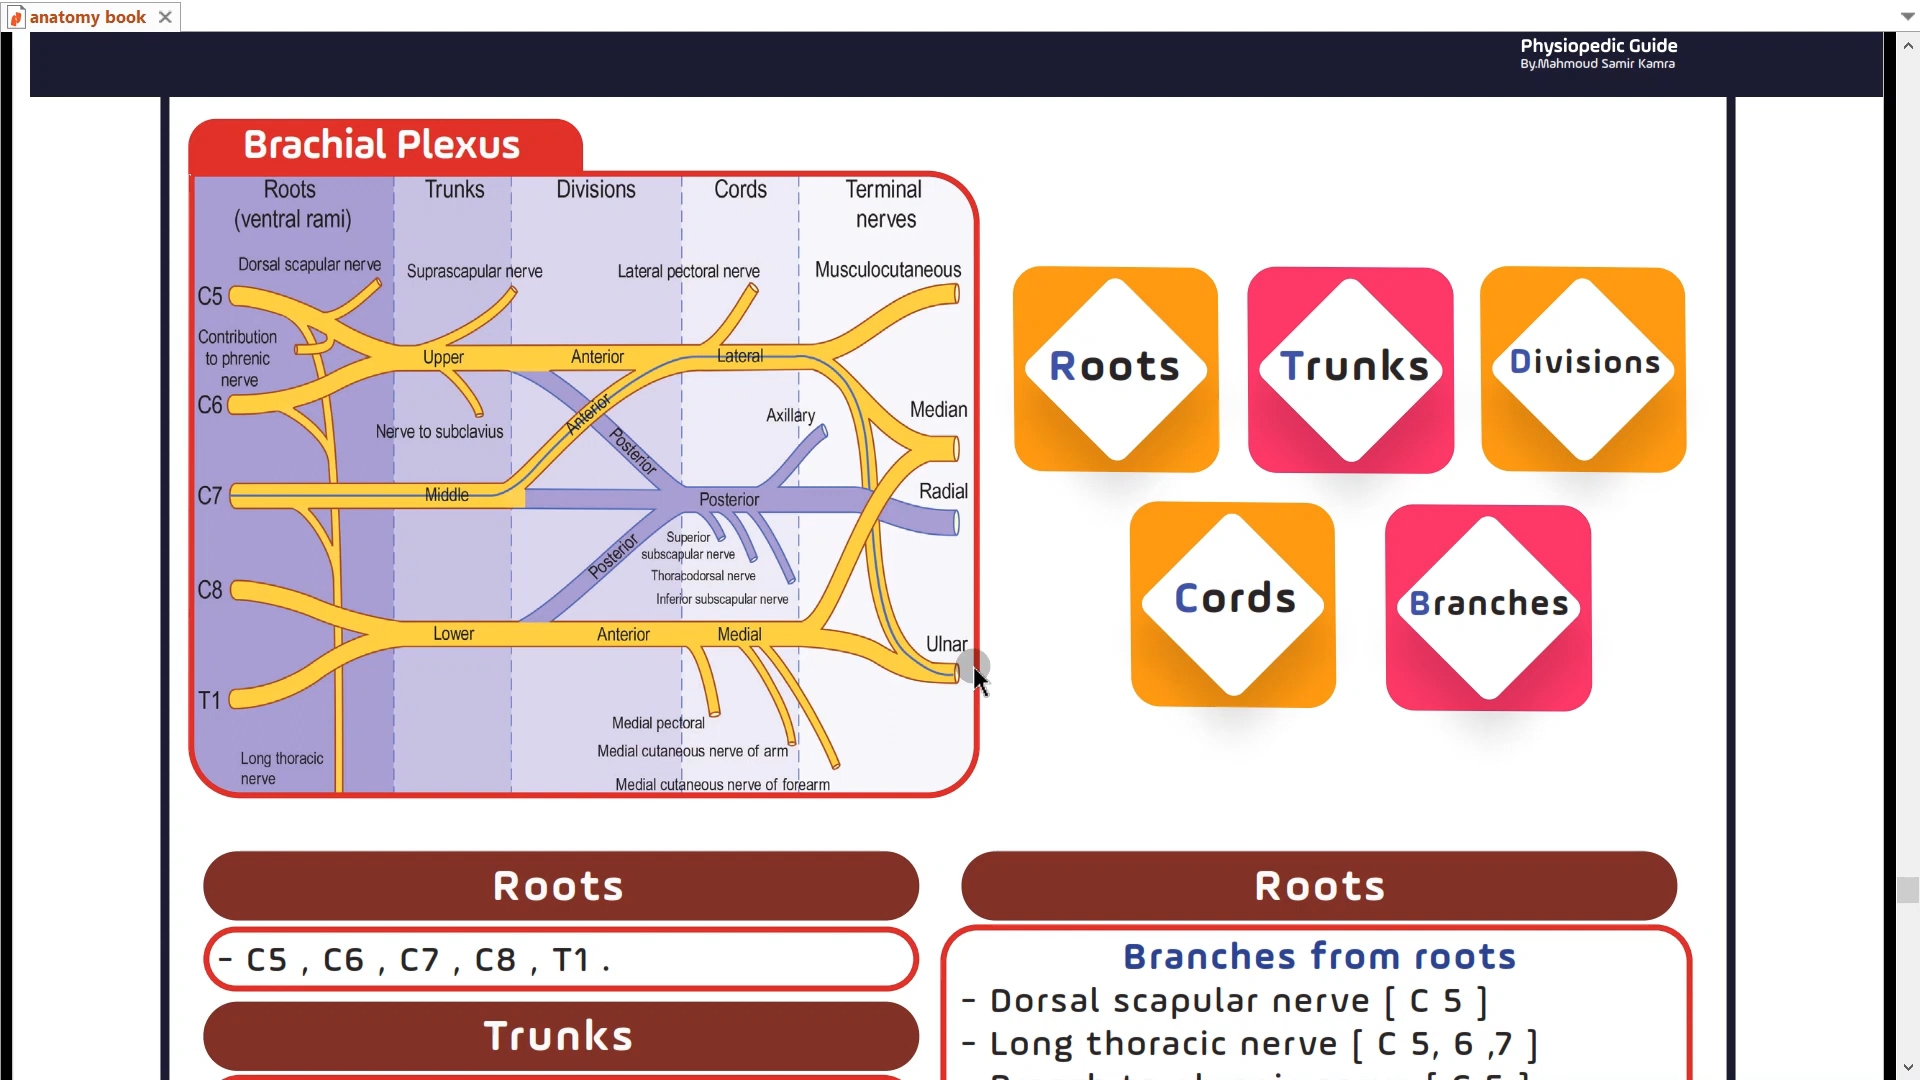 anatomy book
Physiopedic Guide
By.Mahmoud Samir Kamra
Brachial Plexus
Roots
(ventral rami)
Trunks
Divisions
Cords
Terminal
nerves
Dorsal scapular nerve
Suprascapular nerve
Lateral pectoral nerve
Musculocutaneous
C5
Contribution
to phrenic
nerve
Upper
Anterior
Lateral
C6
Nerve to subclavius
Anterior
Posterior
Axillary
Median
C7
Middle
Posterior
Radial
Superior
subscapular nerve
Thoracodorsal nerve
Inferior subscapular nerve
Posterior
C8
Lower
Anterior
Medial
Ulnar
T1
Medial pectoral
Medial cutaneous nerve of arm
Medial cutaneous nerve of forearm
Long thoracic
nerve
Roots
Trunks
Divisions
Cords
Branches
Roots
- C5 , C6 , C7 , C8 , T1 .
Trunks
Roots
Branches from roots
- Dorsal scapular nerve [ C 5 ]
- Long thoracic nerve [ C 5, 6 ,7 ]